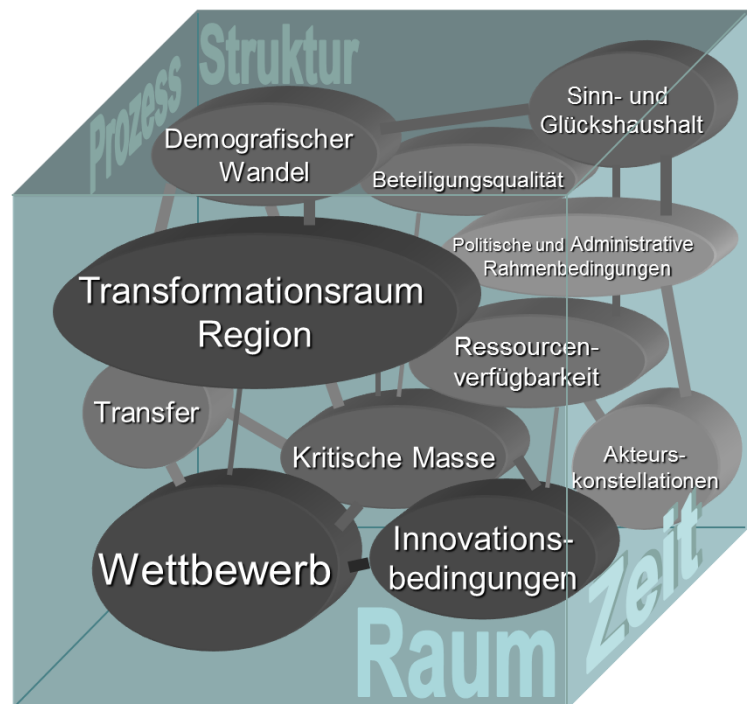 Prozess
Struktur
Sinn- und
Glückshaushalt
Demografischer
Wandel
Beteiligungsqualität
Politische und Administrative
Rahmenbedingungen
Transformationsraum
Region
Ressourcen-
verfügbarkeit
Transfer
Kritische Masse
Akteurs-
konstellationen
Wettbewerb
Innovations-
bedingungen
Raum
Zeit